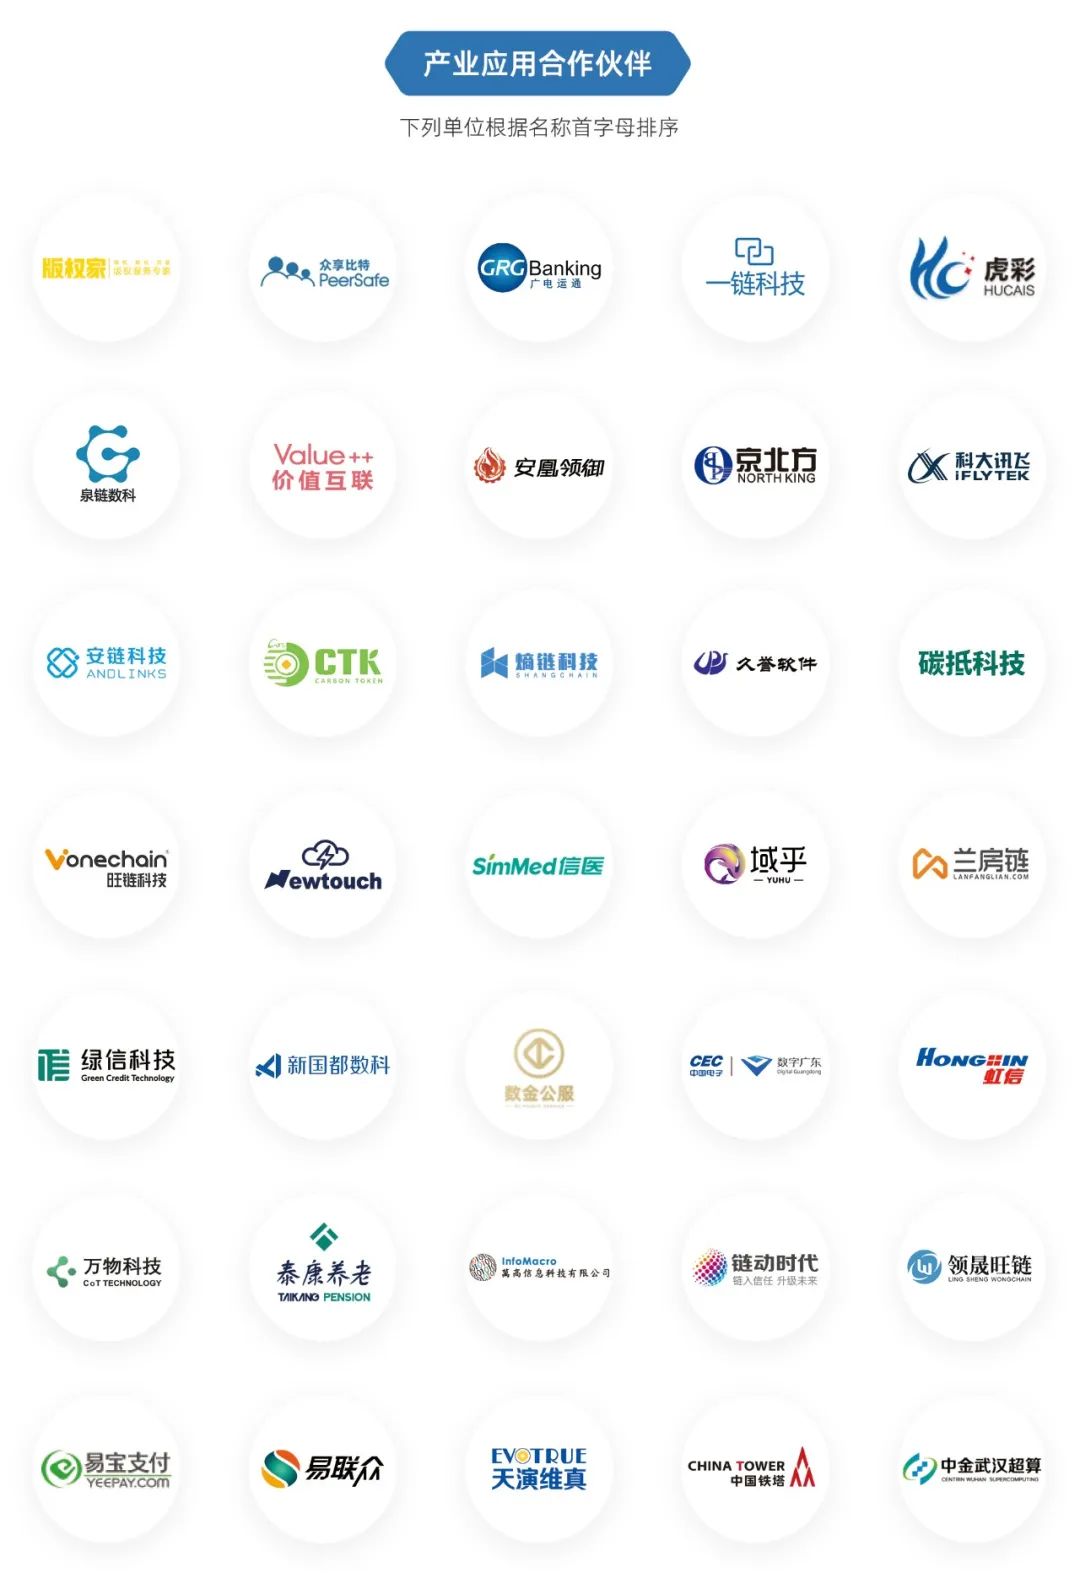 产业应用合作伙伴
下列单位根据名称首字母排序
版权家
众享比特
PeerSafe
GRG Banking
广电运通
一链科技
虎彩
HUCAIS
泉链数科
Value++
价值互联
安凰领御
京北方
NORTH KING
科大讯飞
iFLYTEK
安链科技
ANDLINKS
CTK
CARBON TOKEN
熵链科技
SHANGCHAIN
久誉软件
碳抵科技
Vonechain
旺链科技
Newtouch
SimMed信医
域乎
YUHU
兰房链
LANFANGLIAN.COM
绿信科技
Green Credit Technology
新国都数科
数金公服
CEC
中国电子
数字广东
Digital Guangdong
HONGXIN
虹信
万物科技
CoT TECHNOLOGY
泰康养老
TAIKANG PENSION
InfoMacro
萬高信息科技有限公司
链动时代
链入信任 升级未来
领晟旺链
LING SHENG WONGCHAIN
易宝支付
YEEPAY.COM
易联众
EVOTRUE
天演维真
CHINA TOWER
中国铁塔
中金武汉超算
CENTRIN WUHAN SUPERCOMPUTING